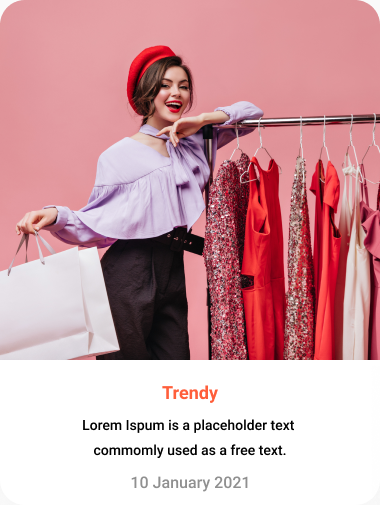 Trendy
Lorem Ispum is a placeholder text
commomly used as a free text.
10 January 2021